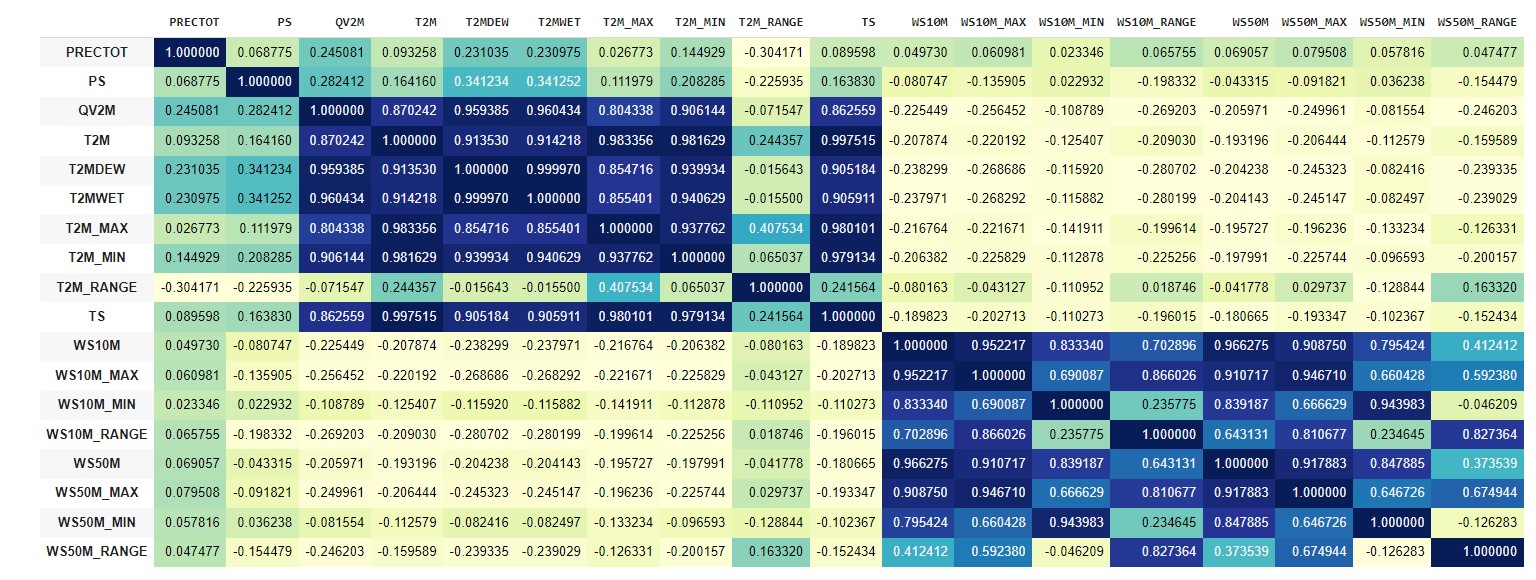 PRECTOT PS QV2M T2M T2MDEW T2MWET T2M_MAX T2M_MIN T2M_RANGE TS WS10M WS10M_MAX WS10M_MIN WS10M_RANGE WS50M WS50M_MAX WS50M_MIN WS50M_RANGE
PRECTOT 1.000000 0.068775 0.245081 0.093258 0.231035 0.230975 0.026773 0.144929 -0.304171 0.089598 0.049730 0.060981 0.023346 0.065755 0.069057 0.079508 0.057816 0.047477
PS 0.068775 1.000000 0.282412 0.164160 0.341234 0.341252 0.111979 0.208285 -0.225935 0.163830 -0.080747 -0.135905 0.022932 -0.198332 -0.043315 -0.091821 0.036238 -0.154479
QV2M 0.245081 0.282412 1.000000 0.870242 0.959385 0.960434 0.804338 0.906144 -0.071547 0.862559 -0.225449 -0.256452 -0.108789 -0.269203 -0.205971 -0.249961 -0.081554 -0.246203
T2M 0.093258 0.164160 0.870242 1.000000 0.913530 0.914218 0.983356 0.981629 0.244357 0.997515 -0.207874 -0.220192 -0.125407 -0.209030 -0.193196 -0.206444 -0.112579 -0.159589
T2MDEW 0.231035 0.341234 0.959385 0.913530 1.000000 0.999970 0.854716 0.939934 -0.015643 0.905184 -0.238299 -0.268686 -0.115920 -0.280702 -0.204238 -0.245323 -0.082416 -0.239335
T2MWET 0.230975 0.341252 0.960434 0.914218 0.999970 1.000000 0.855401 0.940629 -0.015500 0.905911 -0.237971 -0.268292 -0.115882 -0.280199 -0.204143 -0.245147 -0.082497 -0.239029
T2M_MAX 0.026773 0.111979 0.804338 0.983356 0.854716 0.855401 1.000000 0.937762 0.407534 0.980101 -0.216764 -0.221671 -0.141911 -0.199614 -0.195727 -0.196236 -0.133234 -0.126331
T2M_MIN 0.144929 0.208285 0.906144 0.981629 0.939934 0.940629 0.937762 1.000000 0.065037 0.979134 -0.206382 -0.225829 -0.112878 -0.225256 -0.197991 -0.225744 -0.096593 -0.200157
T2M_RANGE -0.304171 -0.225935 -0.071547 0.244357 -0.015643 -0.015500 0.407534 0.065037 1.000000 0.241564 -0.080163 -0.043127 -0.110952 0.018746 -0.041778 0.029737 -0.128844 0.163320
TS 0.089598 0.163830 0.862559 0.997515 0.905184 0.905911 0.980101 0.979134 0.241564 1.000000 -0.189823 -0.202713 -0.110273 -0.196015 -0.180665 -0.193347 -0.102367 -0.152434
WS10M 0.049730 -0.080747 -0.225449 -0.207874 -0.238299 -0.237971 -0.216764 -0.206382 -0.080163 -0.189823 1.000000 0.952217 0.833340 0.702896 0.966275 0.908750 0.795424 0.412412
WS10M_MAX 0.060981 -0.135905 -0.256452 -0.220192 -0.268686 -0.268292 -0.221671 -0.225829 -0.043127 -0.202713 0.952217 1.000000 0.690087 0.866026 0.910717 0.946710 0.660428 0.592380
WS10M_MIN 0.023346 0.022932 -0.108789 -0.125407 -0.115920 -0.115882 -0.141911 -0.112878 -0.110952 -0.110273 0.833340 0.690087 1.000000 0.235775 0.839187 0.666629 0.943983 -0.046209
WS10M_RANGE 0.065755 -0.198332 -0.269203 -0.209030 -0.280702 -0.280199 -0.199614 -0.225256 0.018746 -0.196015 0.702896 0.866026 0.235775 1.000000 0.643131 0.810677 0.234645 0.827364
WS50M 0.069057 -0.043315 -0.205971 -0.193196 -0.204238 -0.204143 -0.195727 -0.197991 -0.041778 -0.180665 0.966275 0.910717 0.839187 0.643131 1.000000 0.917883 0.847885 0.373539
WS50M_MAX 0.079508 -0.091821 -0.249961 -0.206444 -0.245323 -0.245147 -0.196236 -0.225744 0.029737 -0.193347 0.908750 0.946710 0.666629 0.810677 0.917883 1.000000 0.646726 0.674944
WS50M_MIN 0.057816 0.036238 -0.081554 -0.112579 -0.082416 -0.082497 -0.133234 -0.096593 -0.128844 -0.102367 0.795424 0.660428 0.943983 0.234645 0.847885 0.646726 1.000000 -0.126283
WS50M_RANGE 0.047477 -0.154479 -0.246203 -0.159589 -0.239335 -0.239029 -0.126331 -0.200157 0.163320 -0.152434 0.412412 0.592380 -0.046209 0.827364 0.373539 0.674944 -0.126283 1.000000